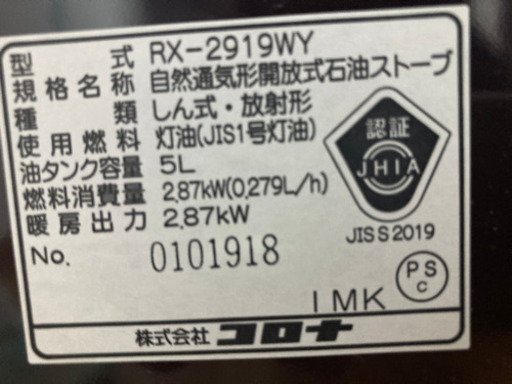 型式 RX-2919WY
規格名称 自然通気形開放式石油ストーブ
種類 しん式・放射形
使用燃料 灯油(JIS1号灯油)
油タンク容量 5L
燃料消費量 2.87kW(0.279L/h)
暖房出力 2.87kW
No. 0101918
認証
JHIA
JIS S 2019
PS
C
IMK
株式会社 コロナ